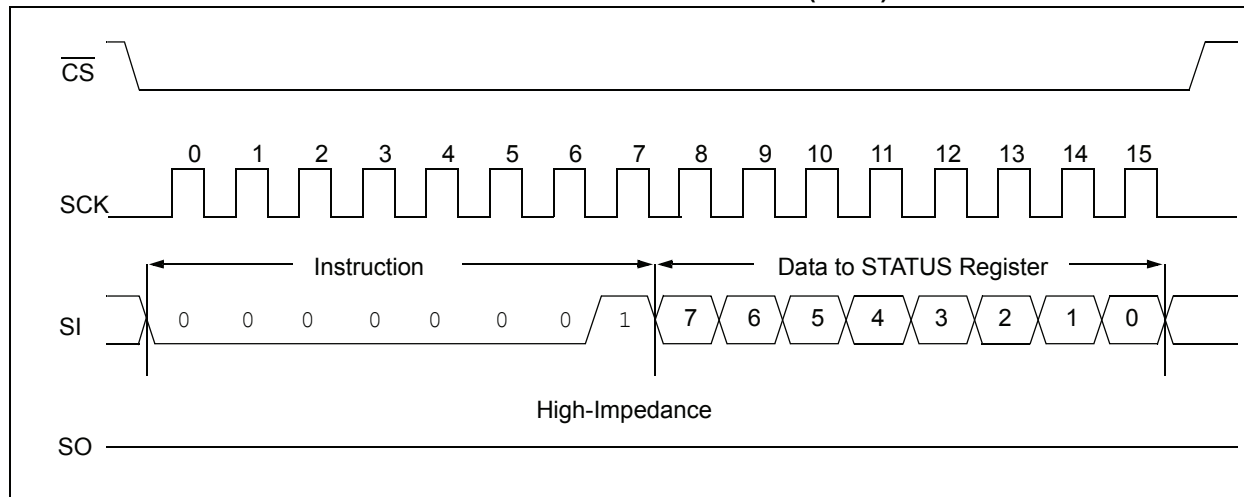 CS
0 1 2 3 4 5 6 7 8 9 10 11 12 13 14 15
SCK
Instruction Data to STATUS Register
SI 0 0 0 0 0 0 0 1 7 6 5 4 3 2 1 0
High-Impedance
SO